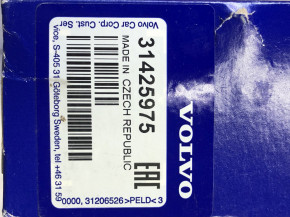 Volvo Car Corp. Cust. Ser
vice, S-405 31 Göteborg Sweden, tel +46 31 59
31425975
MADE IN CZECH REPUBLIC
EAC
0000, 31206526>PELD<3
VOLVO